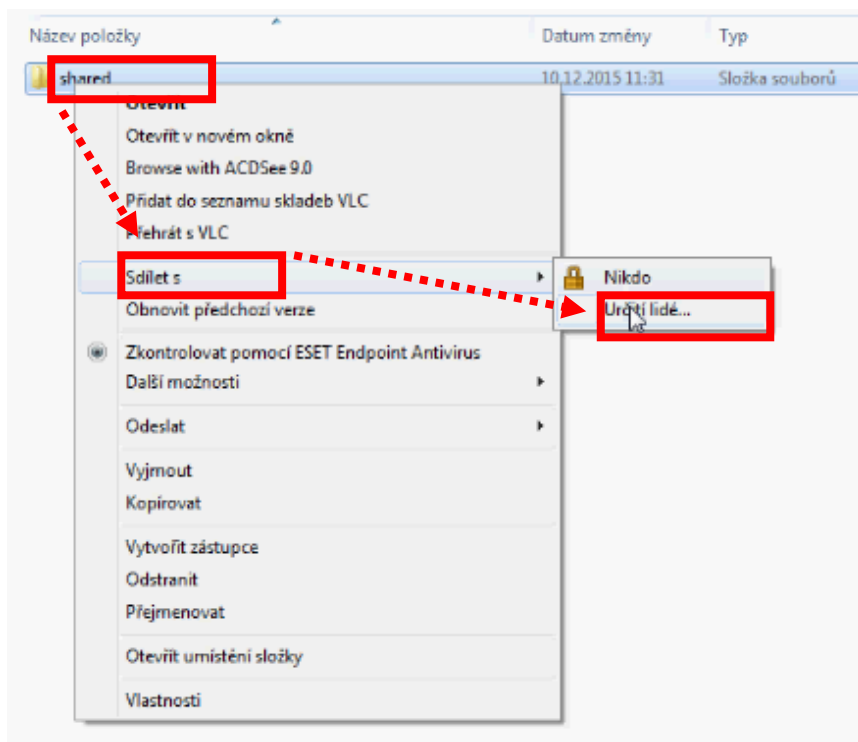 Název položky Datum změny Typ
shared 10.12.2015 11:31 Složka souborů
Otevřít
Otevřít v novém okně
Browse with ACDSee 9.0
Přidat do seznamu skladeb VLC
Přehrát s VLC
Sdílet s
Nikdo
Obnovit předchozí verze
Určití lidé...
Zkontrolovat pomocí ESET Endpoint Antivirus
Další možnosti
Odeslat
Vyjmout
Kopírovat
Vytvořit zástupce
Odstranit
Přejmenovat
Otevřít umístění složky
Vlastnosti